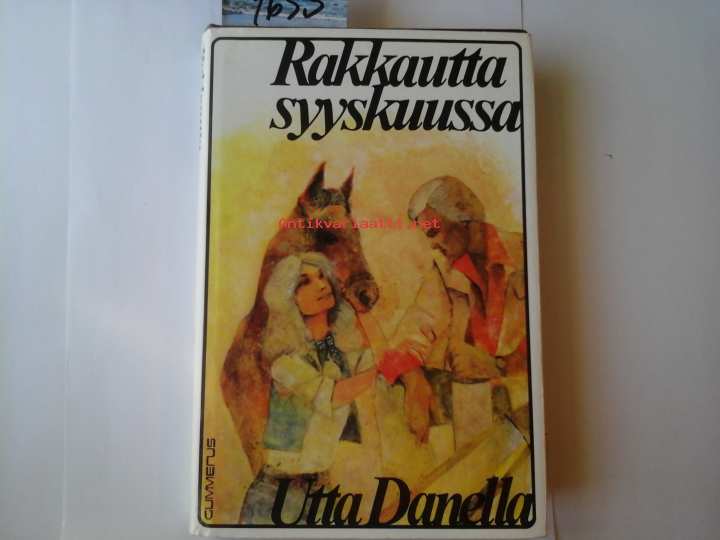 Rakkautta
syyskuussa
Antikvariaatti.net
GUMMERUS
Utta Danella